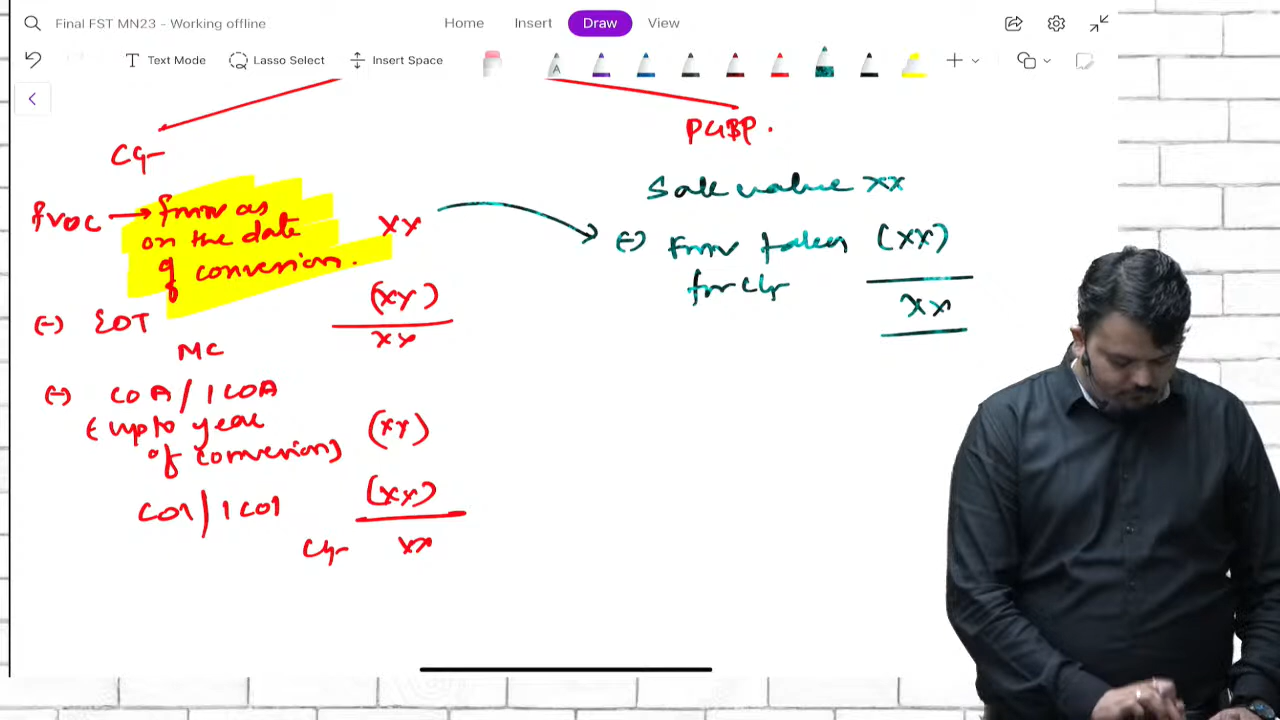 Final FST MN23 - Working offline
Home
Insert
Draw
View
Text Mode
Lasso Select
Insert Space
A
CG
PGBP.
FVOC → FMV as
on the date
of conversion.
XX
(-) EOT
(XX)
XX
MC
(-) COA/ICOA
(upto year
of conversion)
(XX)
COI/ICOI
(XX)
CG
XX
Sale value XX
(-) FMV taken (XX)
for CG
XX